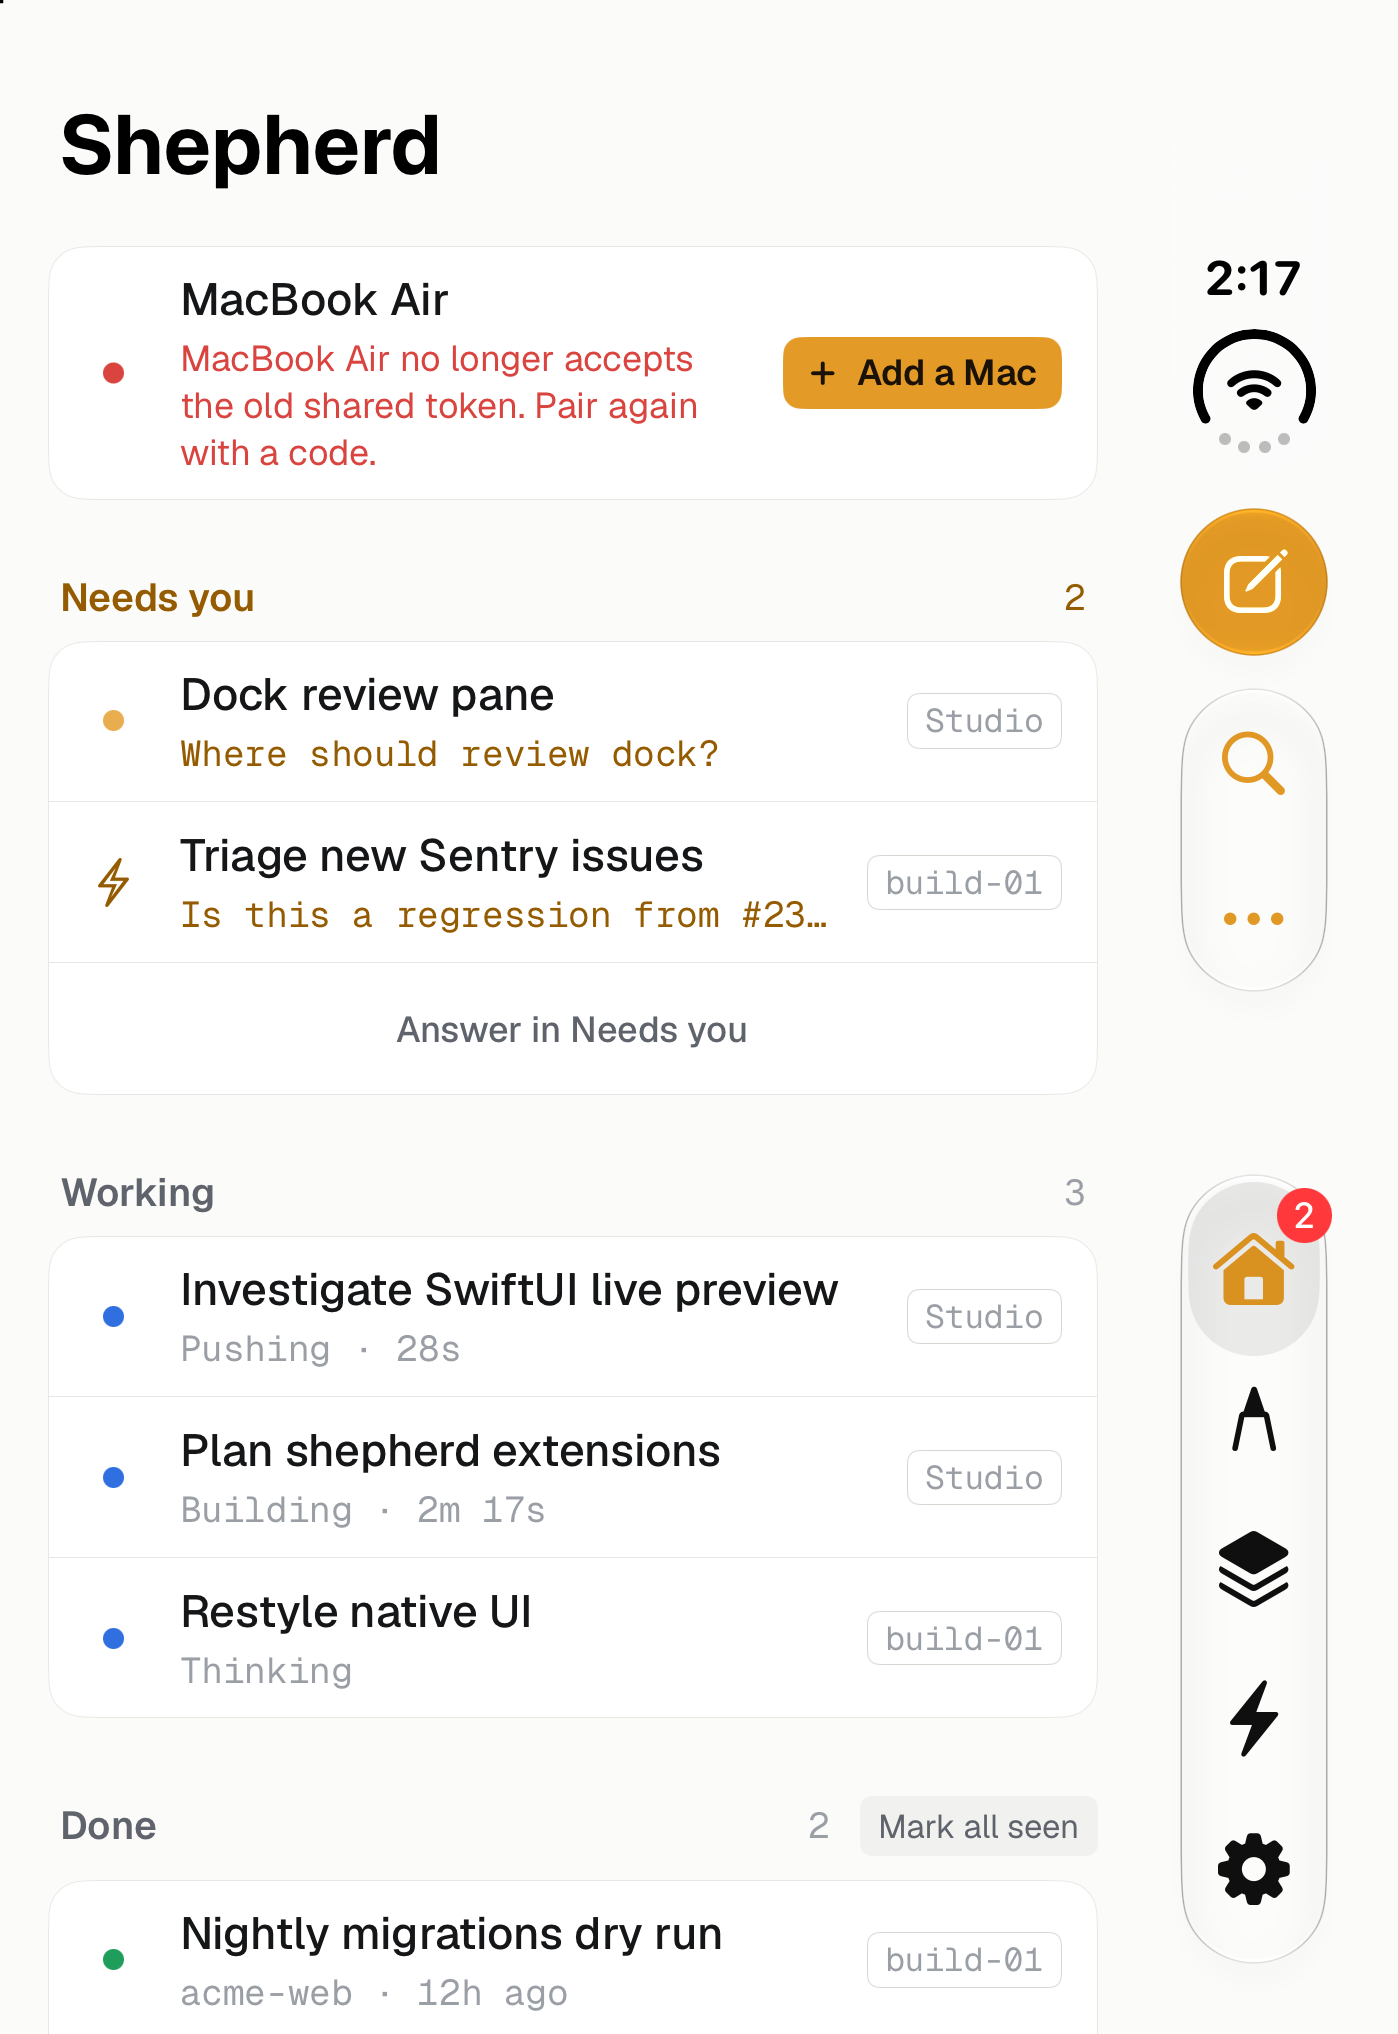 Shepherd
2:17
MacBook Air
MacBook Air no longer accepts
the old shared token. Pair again
with a code.
+ Add a Mac
Needs you 2
Dock review pane
Where should review dock?
Studio
Triage new Sentry issues
Is this a regression from #23…
build-01
Answer in Needs you
Working 3
2
Investigate SwiftUI live preview
Pushing · 28s
Studio
Plan shepherd extensions
Building · 2m 17s
Studio
Restyle native UI
Thinking
build-01
Done 2 Mark all seen
Nightly migrations dry run
acme-web · 12h ago
build-01